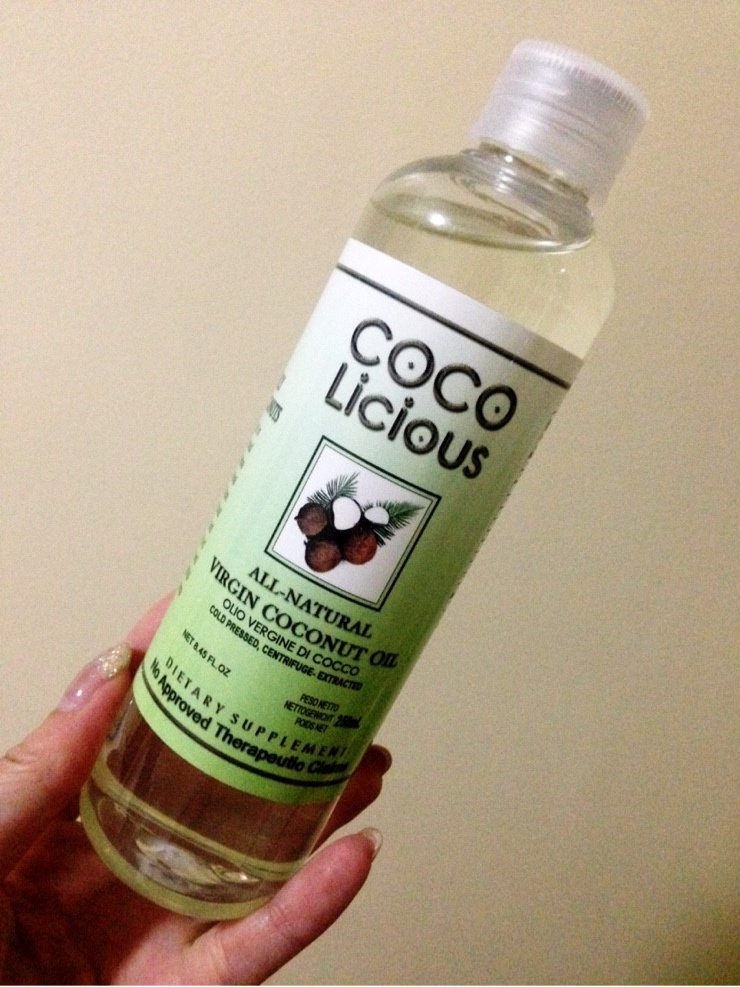 COCO
Licious
ALL-NATURAL
VIRGIN COCONUT OIL
OLIO VERGINE DI COCCO
COLD PRESSED, CENTRIFUGE-EXTRACTED
NET 8.45 FL.OZ
PESO NETTO
NETTOGEWICHT 250mL
POIDS NET
DIETARY SUPPLEMENT
No Approved Therapeutic Claims